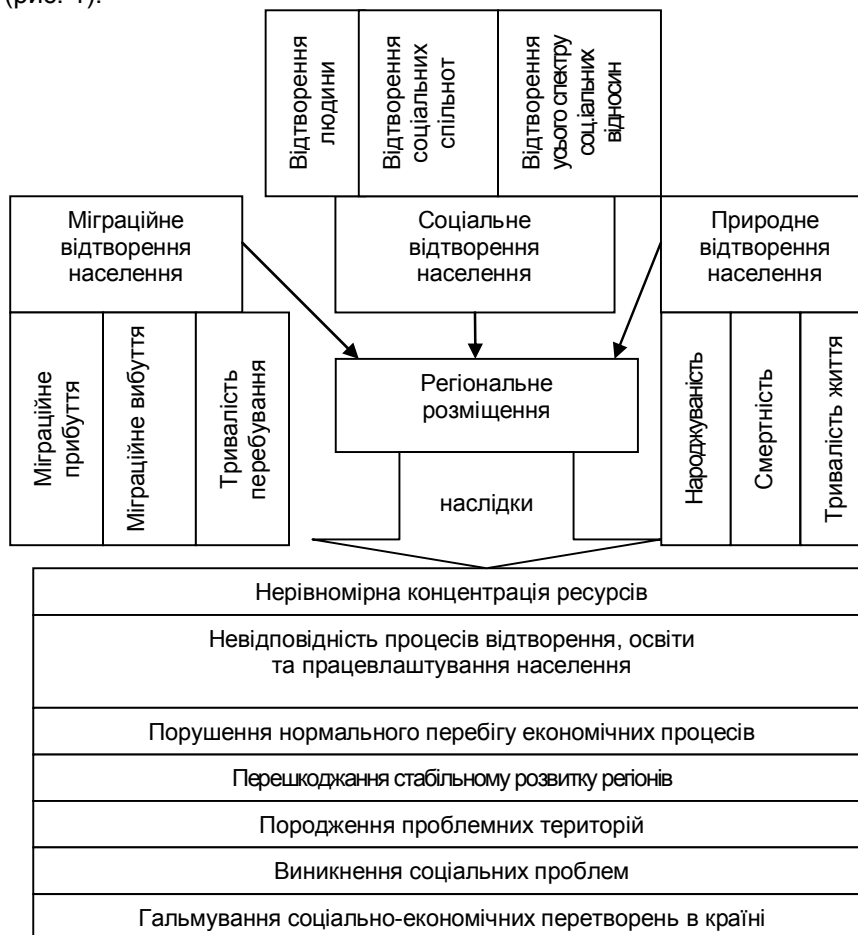 (рис. 1).
Відтворення
людини
Відтворення
соціальних
спільнот
Відтворення
усього спектру
соц.іальних
відносин
Міграційне
відтворення
населення
Соціальне
відтворення
населення
Природне
відтворення
населення
Міграційне
прибуття
Міграційне вибуття
Тривалість
перебування
Регіональне
розміщення
Народжуваність
Смертність
Тривалість життя
наслідки
Нерівномірна концентрація ресурсів
Невідповідність процесів відтворення, освіти
та працевлаштування населення
Порушення нормального перебігу економічних процесів
Перешкоджання стабільному розвитку регіонів
Породження проблемних територій
Виникнення соціальних проблем
Гальмування соціально-економічних перетворень в країні